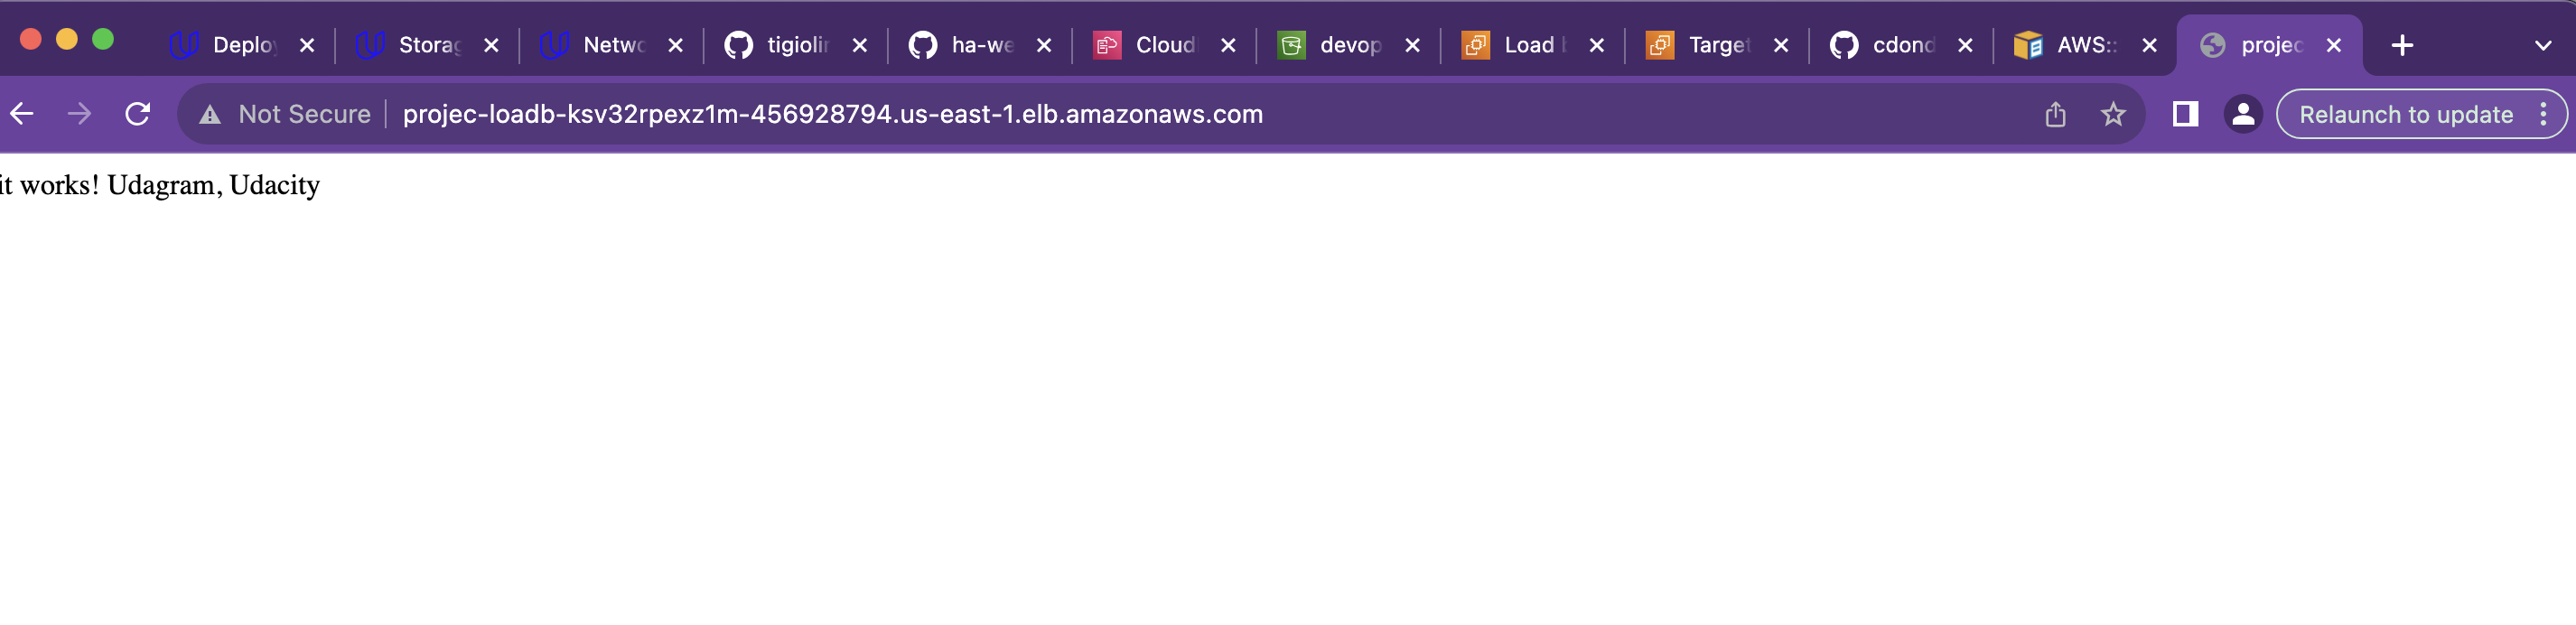 Deploy Storag Netwo tigiolin ha-we Cloud devop Load Target cdond AWS:: projec
Not Secure projec-loadb-ksv32rpexz1m-456928794.us-east-1.elb.amazonaws.com Relaunch to update
it works! Udagram, Udacity